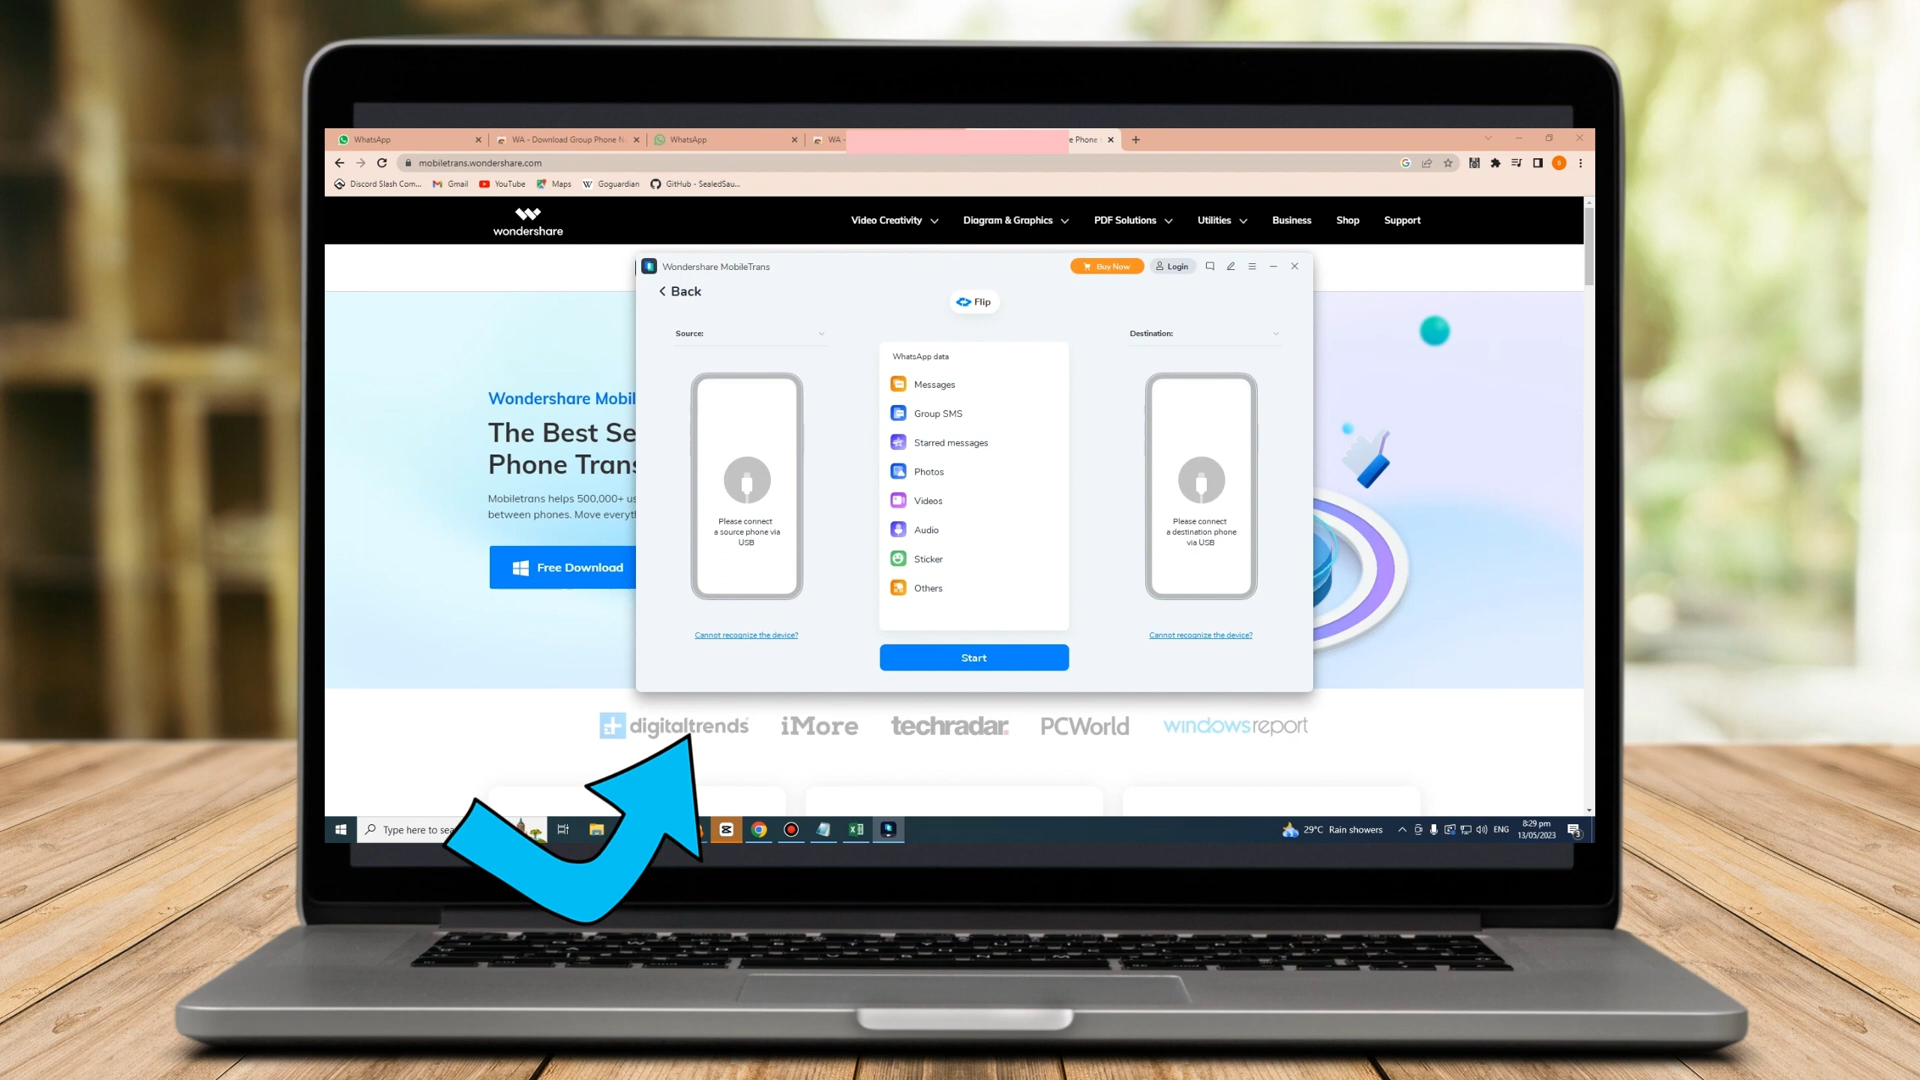 WhatsApp
WA - Download Group Phone N
WhatsApp
WA -
e Phone
mobiletrans.wondershare.com
Discord Slash Com...
Gmail
YouTube
Maps
Goguardian
GitHub - SealedSau...
wondershare
Video Creativity
Diagram & Graphics
PDF Solutions
Utilities
Business
Shop
Support
Wondershare MobileTrans
Buy Now
Login
Back
Flip
Source:
Destination:
WhatsApp data
Messages
Group SMS
Starred messages
Photos
Videos
Audio
Sticker
Others
Please connect
a source phone via
USB
Please connect
a destination phone
via USB
Cannot recognize the device?
Cannot recognize the device?
Start
Wondershare Mobil
The Best Se
Phone Trans
Mobiletrans helps 500,000+ us
between phones. Move everyth
Free Download
digitaltrends
iMore
techradar.
PCWorld
windowsreport
Type here to sea
29°C Rain showers
ENG
8:29 pm
13/05/2023
3